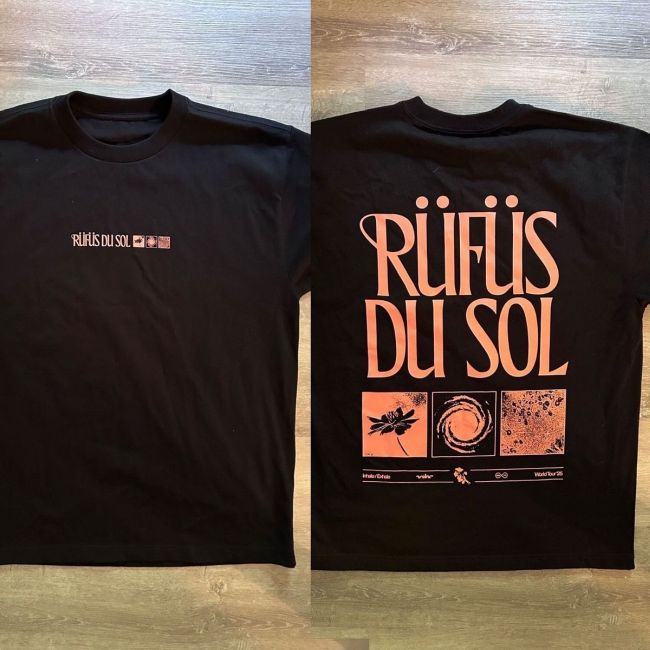 RÜFÜS DU SOL
RÜFÜS
DU SOL
Inhale / Exhale
World Tour '25